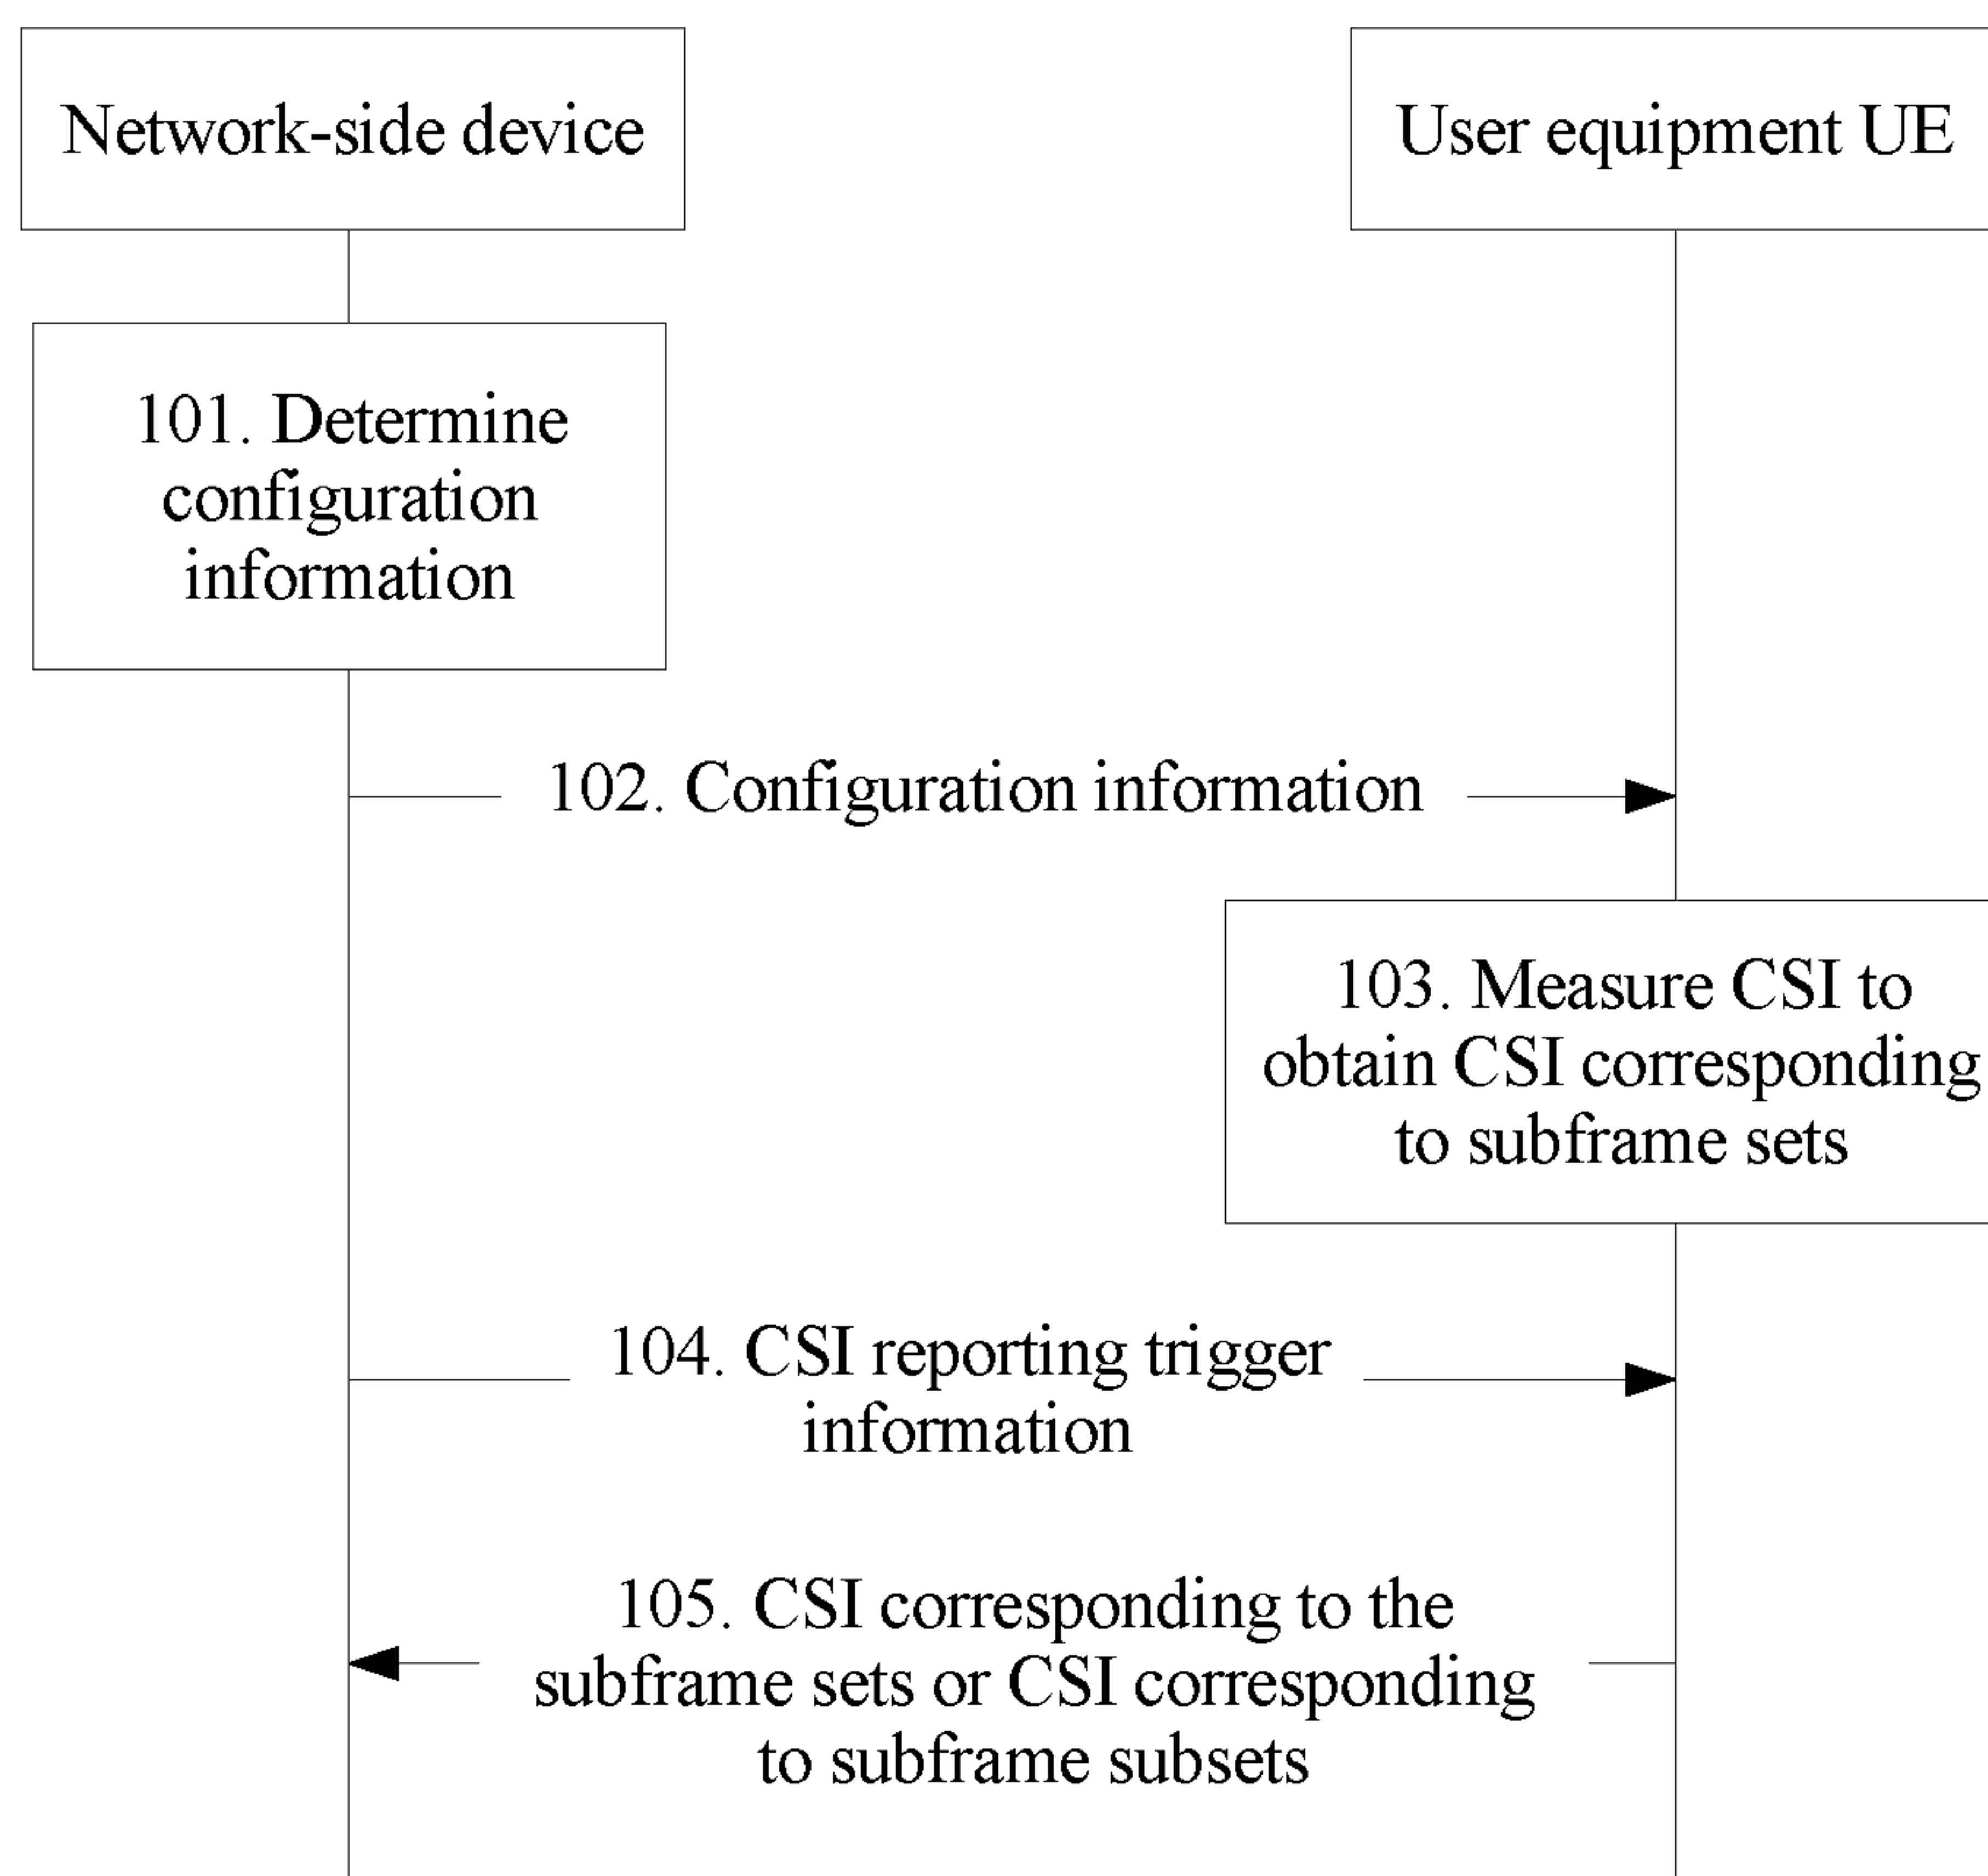 Network-side device
User equipment UE
101. Determine
configuration
information
102. Configuration information
103. Measure CSI to
obtain CSI corresponding
to subframe sets
104. CSI reporting trigger
information
105. CSI corresponding to the
subframe sets or CSI corresponding
to subframe subsets